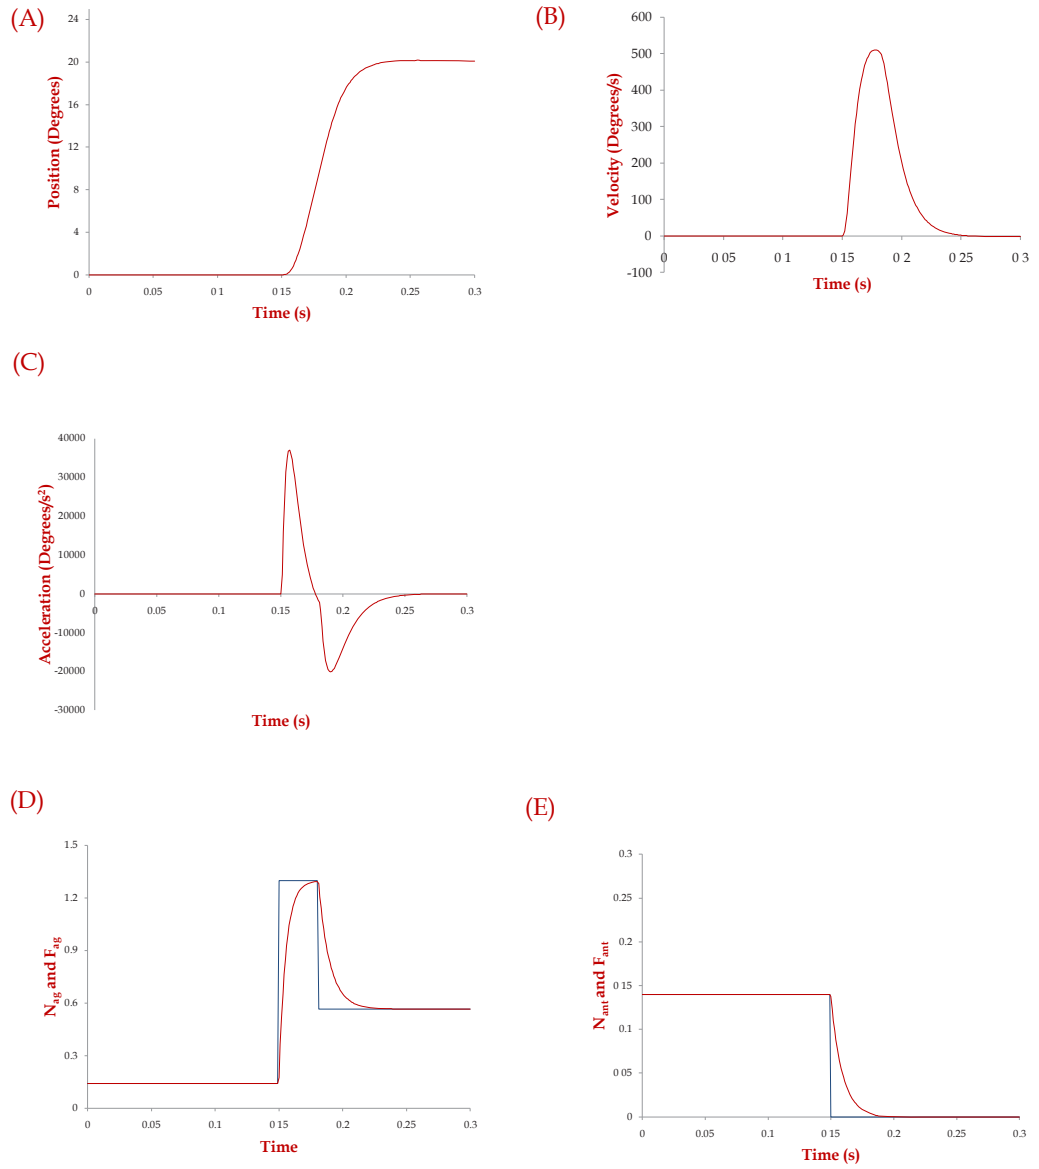 (A)
24
20
16
12
8
4
0
Position (Degrees)
0 0.05 0.1 0 15 0.2 0.25 0.3
Time (s)
(B)
600
500
400
300
200
100
0
-100
Velocity (Degrees/s)
0 0.05 0.1 0.15 0 2 0.25 0 3
Time (s)
(C)
40000
30000
20000
10000
0
-10000
-20000
-30000
Acceleration (Degrees/s²)
0 0.05 0.1 0.15 0.2 0.25 0.3
Time (s)
(D)
1.5
1.2
0.9
0.6
0.3
0
Nag and Fag
0 0.05 0.1 0 15 0.2 0.25 0.3
Time
(E)
0.3
0.25
0.2
0.15
0.1
0 05
0
Nant and Fant
0 0.05 0.1 0 15 0.2 0.25 0.3
Time (s)